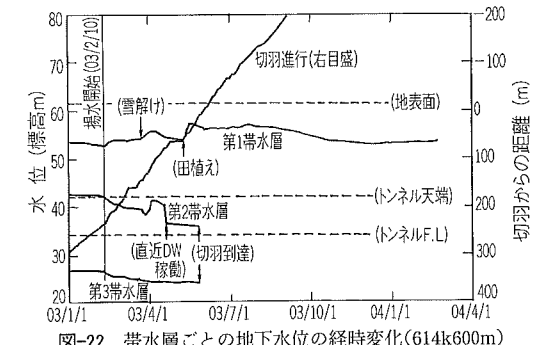 80
70
60
50
40
30
20
水位(標高m)
-200
-100
0
100
200
300
400
切羽からの距離 (m)
揚水開始(03/2/10)
切羽進行(右目盛)
(雪解け)
(地表面)
(田植え)
第1帯水層
(トンネル天端)
第2帯水層
(トンネルF.L)
(直近DW
稼働)
(切羽到達)
第3帯水層
03/1/1
03/4/1
03/7/1
03/10/1
04/1/1
04/4/1
図-22 帯水層ごとの地下水位の経時変化(614k600m)